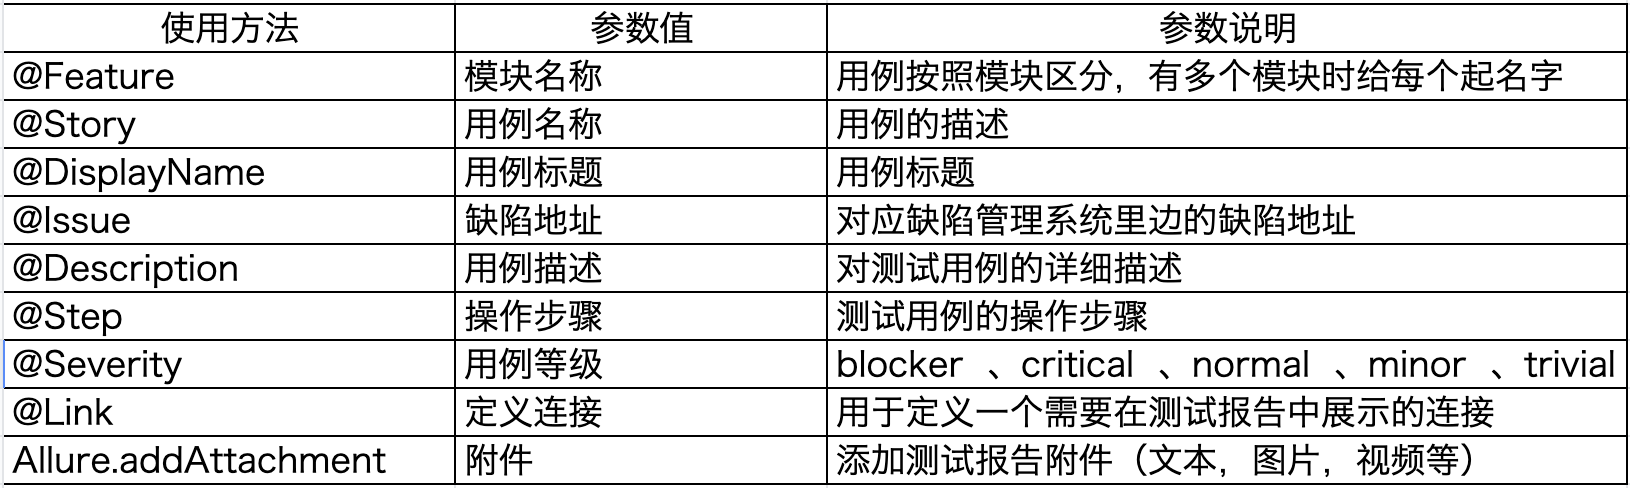 使用方法 参数值 参数说明
@Feature 模块名称 用例按照模块区分，有多个模块时给每个起名字
@Story 用例名称 用例的描述
@DisplayName 用例标题 用例标题
@Issue 缺陷地址 对应缺陷管理系统里边的缺陷地址
@Description 用例描述 对测试用例的详细描述
@Step 操作步骤 测试用例的操作步骤
@Severity 用例等级 blocker 、critical 、normal 、minor 、trivial
@Link 定义连接 用于定义一个需要在测试报告中展示的连接
Allure.addAttachment 附件 添加测试报告附件（文本，图片，视频等）